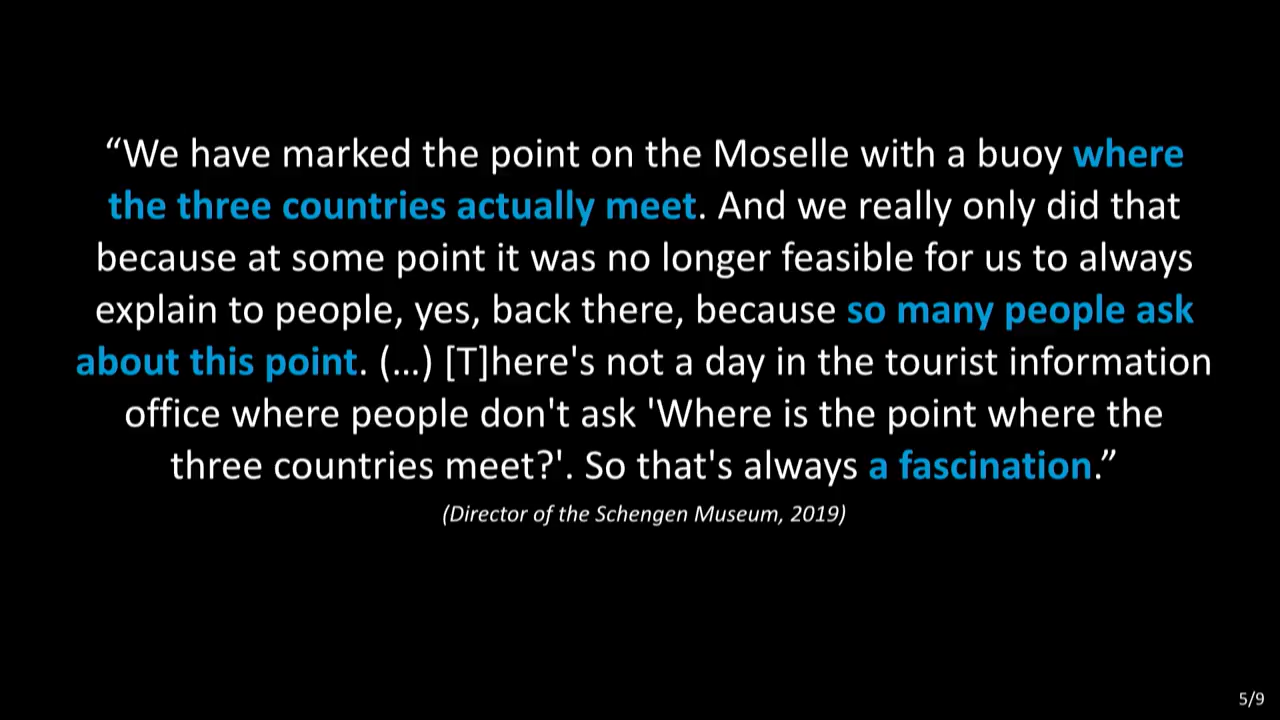 “We have marked the point on the Moselle with a buoy where
the three countries actually meet. And we really only did that
because at some point it was no longer feasible for us to always
explain to people, yes, back there, because so many people ask
about this point. (…) [T]here's not a day in the tourist information
office where people don't ask 'Where is the point where the
three countries meet?'. So that's always a fascination.”
(Director of the Schengen Museum, 2019)
5/9